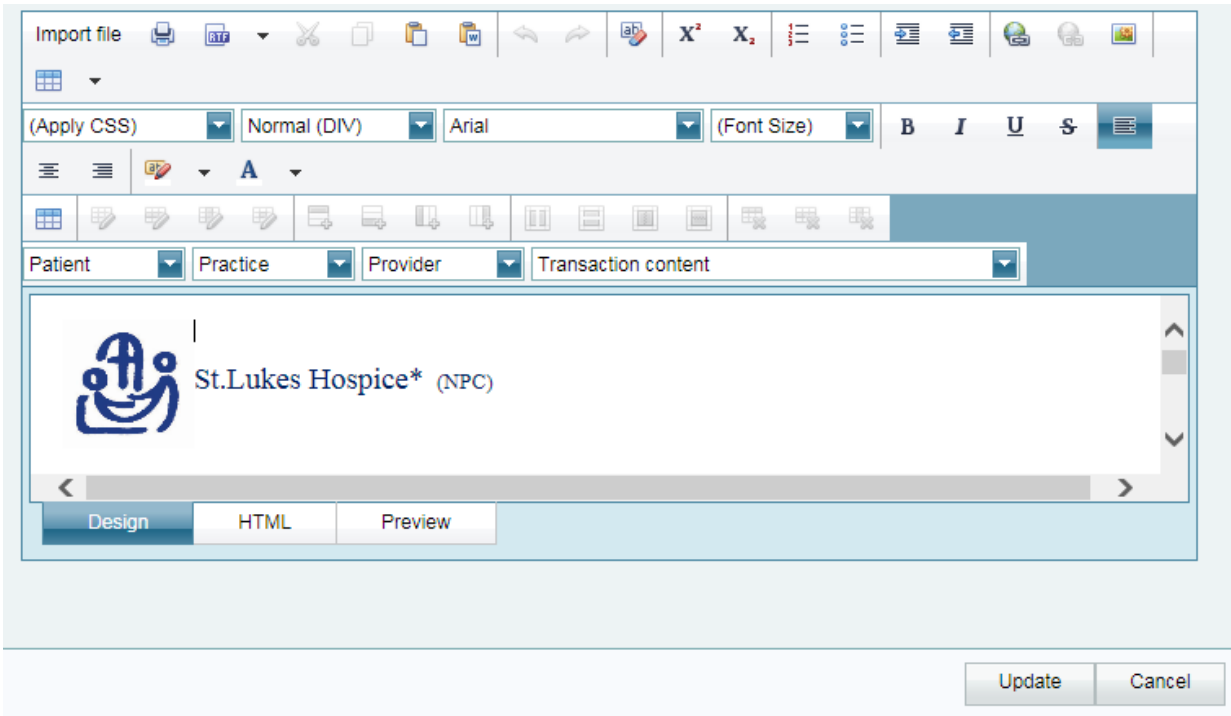 Import file
(Apply CSS) Normal (DIV) Arial (Font Size) B I U S
A
Patient Practice Provider Transaction content
St.Lukes Hospice* (NPC)
Design HTML Preview
Update Cancel